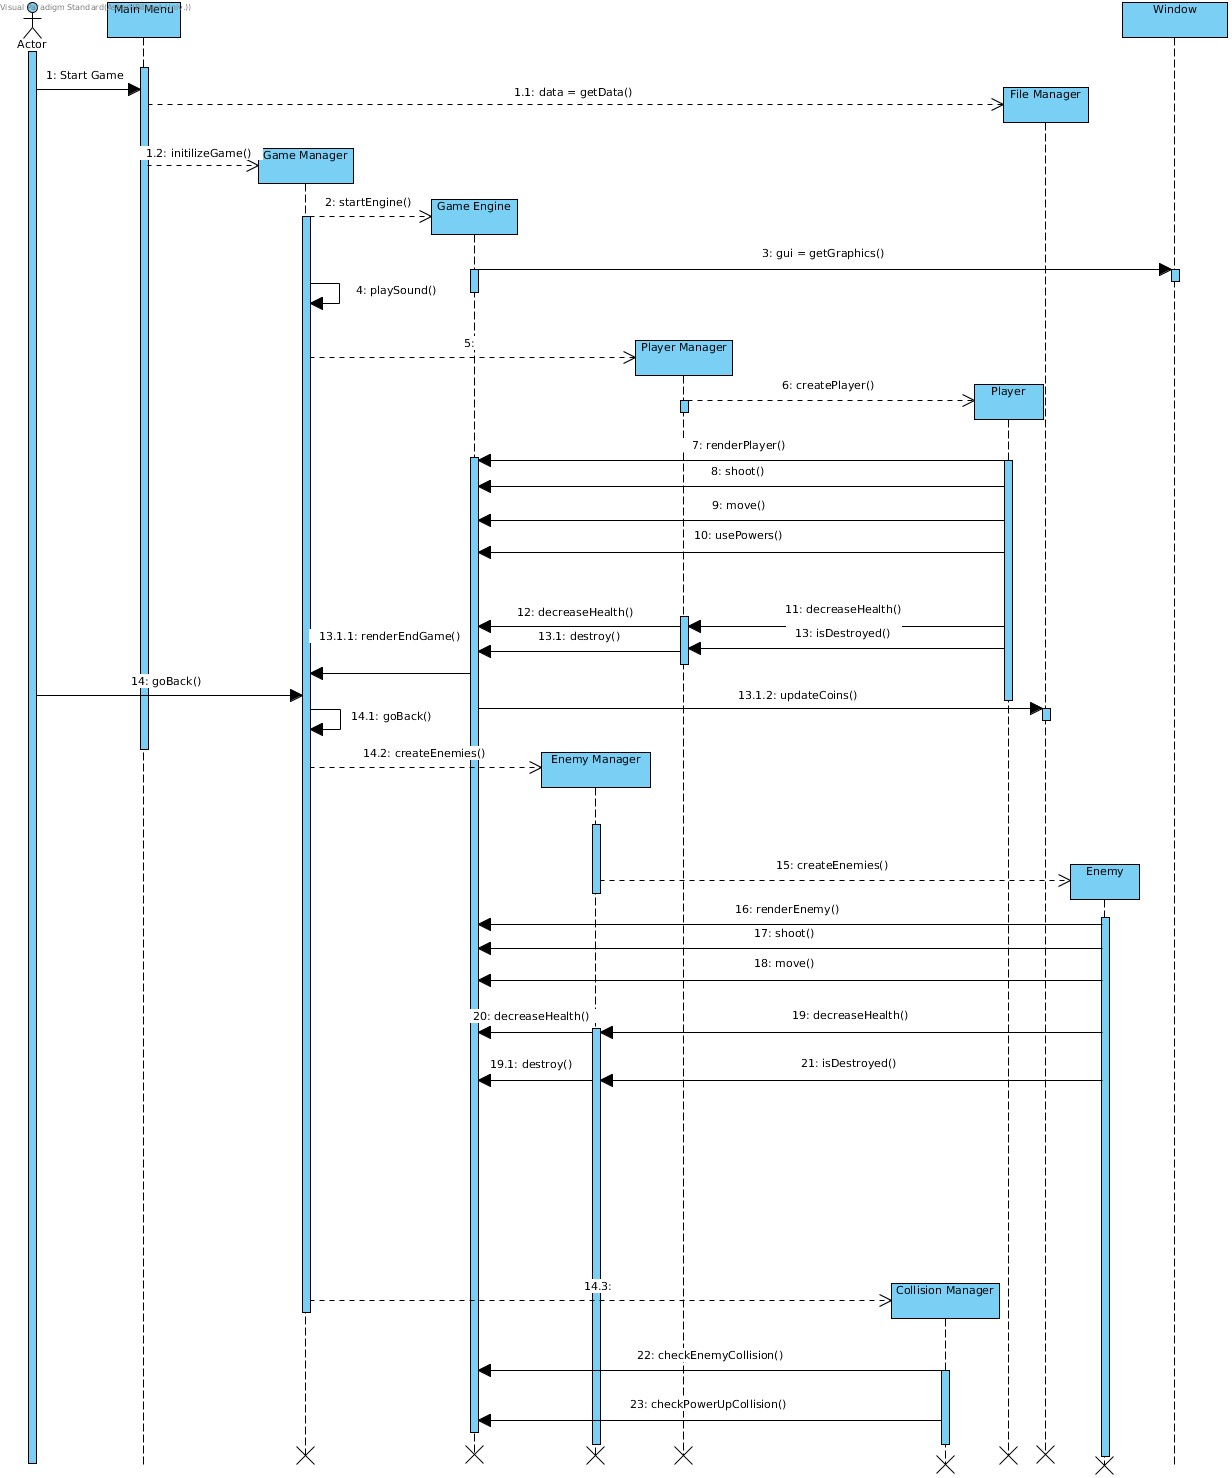 Visual Paradigm Standard(
Main Menu
Window
Actor
1: Start Game
1.1: data = getData()
File Manager
1.2: initilizeGame()
Game Manager
2: startEngine()
Game Engine
3: gui = getGraphics()
4: playSound()
5:
Player Manager
6: createPlayer()
Player
7: renderPlayer()
8: shoot()
9: move()
10: usePowers()
12: decreaseHealth()
11: decreaseHealth()
13.1.1: renderEndGame()
13.1: destroy()
13: isDestroyed()
14: goBack()
13.1.2: updateCoins()
14.1: goBack()
14.2: createEnemies()
Enemy Manager
15: createEnemies()
Enemy
16: renderEnemy()
17: shoot()
18: move()
20: decreaseHealth()
19: decreaseHealth()
19.1: destroy()
21: isDestroyed()
14.3:
Collision Manager
22: checkEnemyCollision()
23: checkPowerUpCollision()